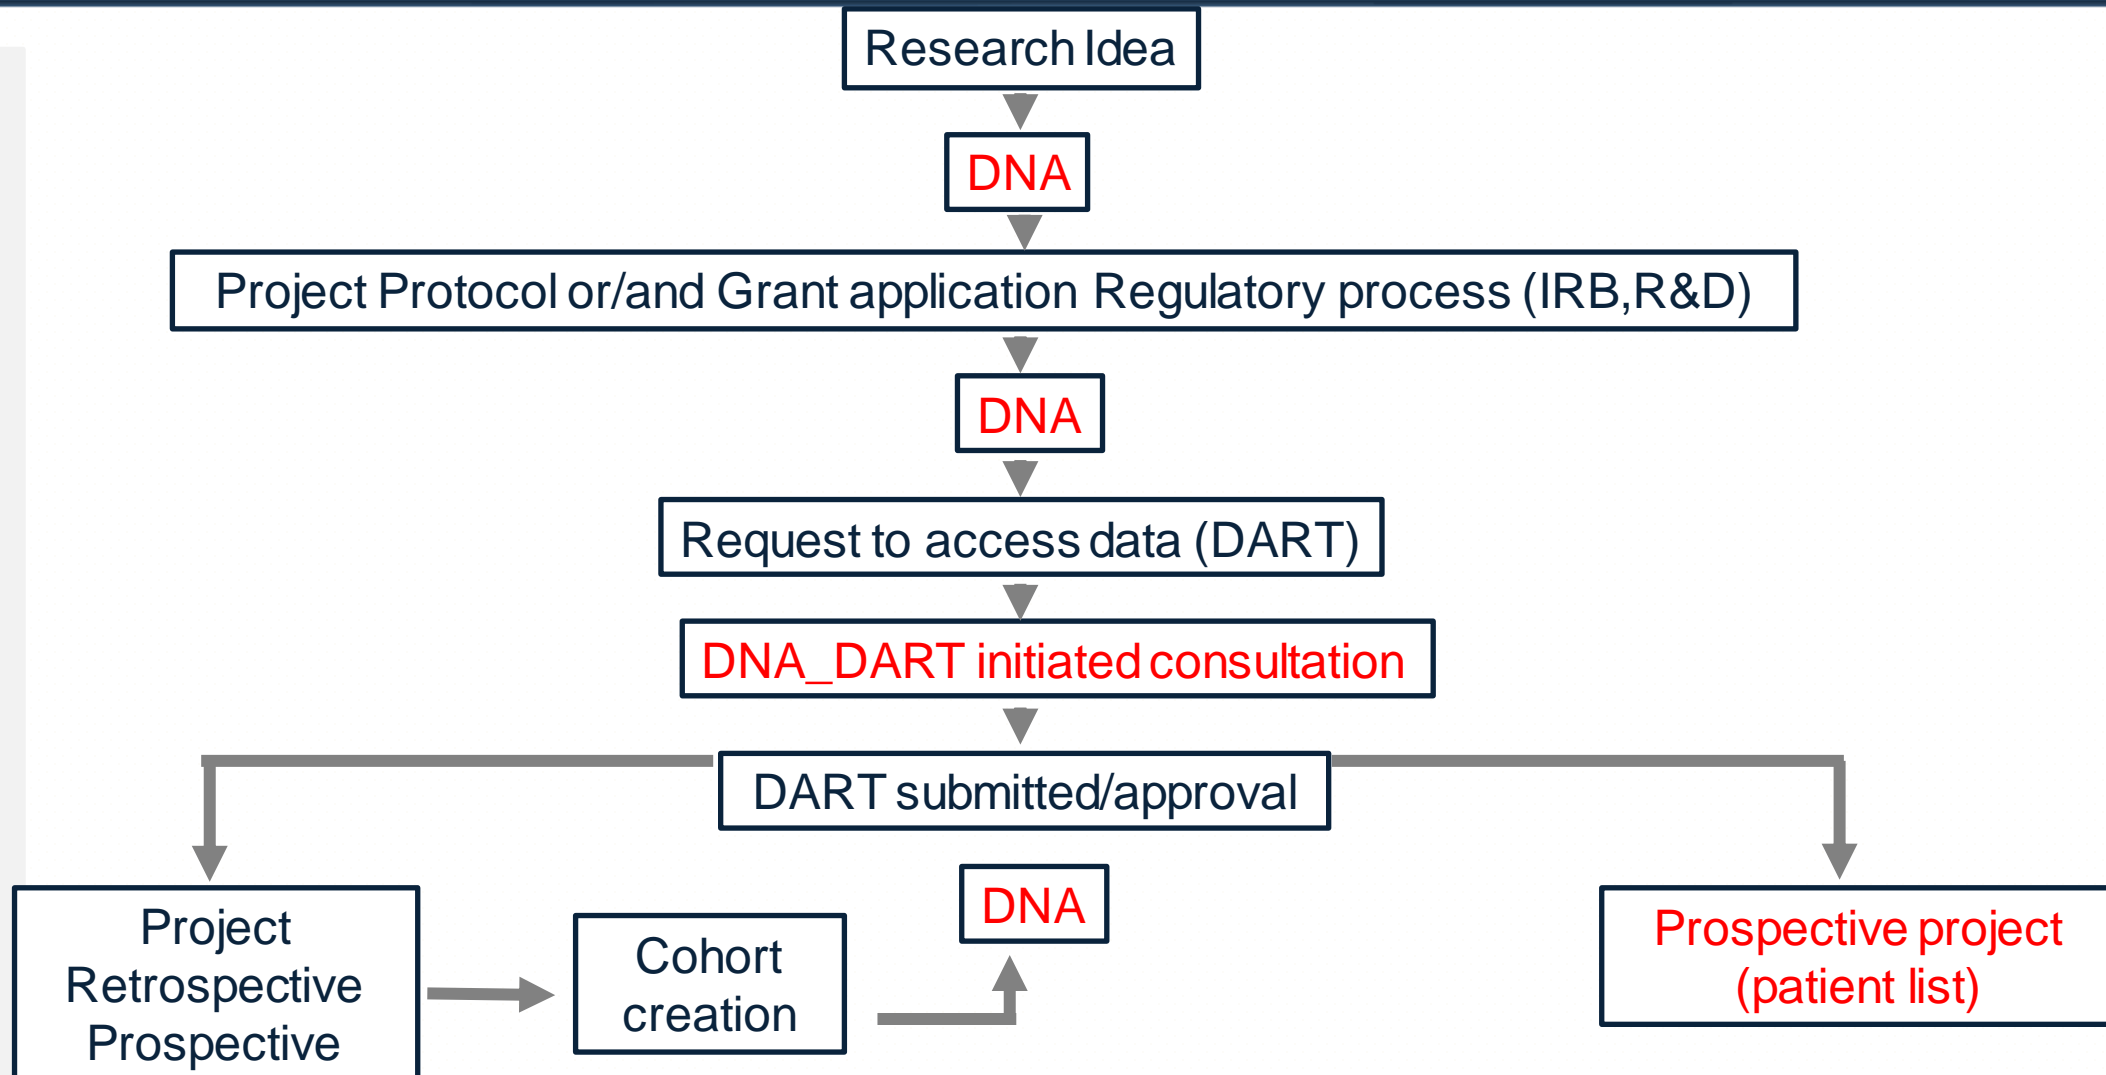 Research Idea
DNA
Project Protocol or/and Grant application Regulatory process (IRB,R&D)
DNA
Request to access data (DART)
DNA_DART initiated consultation
DART submitted/approval
Project
Retrospective
Prospective
Cohort
creation
DNA
Prospective project
(patient list)